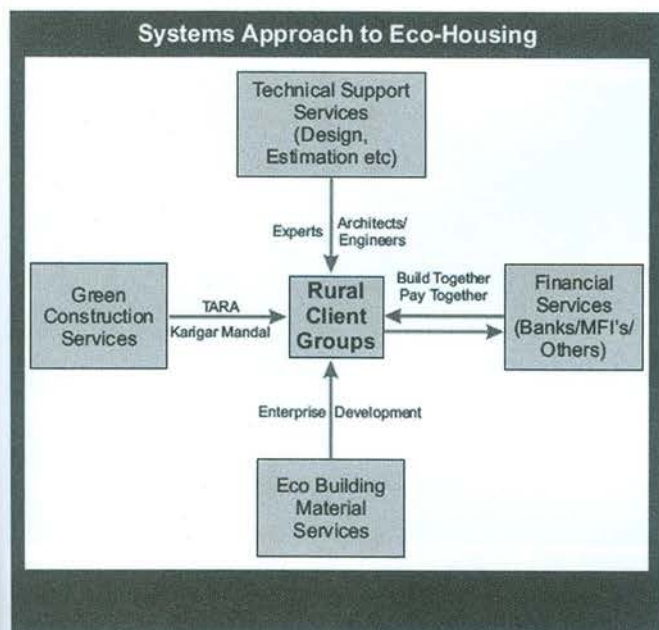 Systems Approach to Eco-Housing
Technical Support
Services
(Design,
Estimation etc)
Experts
Architects/
Engineers
Green
Construction
Services
TARA
Karigar Mandal
Rural
Client
Groups
Build Together
Pay Together
Financial
Services
(Banks/MFI's/
Others)
Enterprise Development
Eco Building
Material
Services